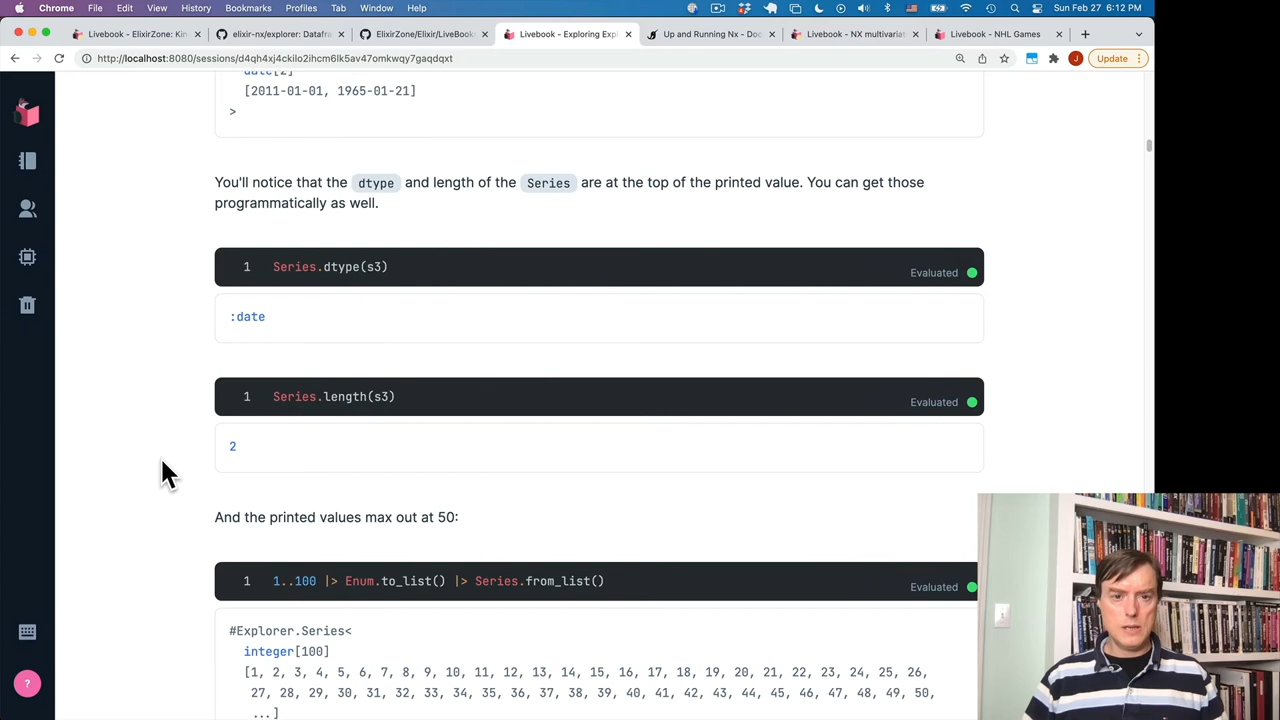 Chrome File Edit View History Bookmarks Profiles Tab Window Help Sun Feb 27 6:12 PM
Livebook - ElixirZone: Kin
elixir-nx/explorer: Datafra
ElixirZone/Elixir/LiveBook
Livebook - Exploring Expl
Up and Running Nx - Doc
Livebook - NX multivariat
Livebook - NHL Games
http://localhost:8080/sessions/d4qh4xj4ckilo2ihcm6lk5av47omkwqy7gaqdqxt
J
Update
date[2]
[2011-01-01, 1965-01-21]
>
You'll notice that the dtype and length of the Series are at the top of the printed value. You can get those
programmatically as well.
1 Series.dtype(s3)
Evaluated
:date
1 Series.length(s3)
Evaluated
2
And the printed values max out at 50:
1 1..100 |> Enum.to_list() |> Series.from_list()
Evaluated
#Explorer.Series<
integer[100]
[1, 2, 3, 4, 5, 6, 7, 8, 9, 10, 11, 12, 13, 14, 15, 16, 17, 18, 19, 20, 21, 22, 23, 24, 25, 26,
27, 28, 29, 30, 31, 32, 33, 34, 35, 36, 37, 38, 39, 40, 41, 42, 43, 44, 45, 46, 47, 48, 49, 50,
...]
?